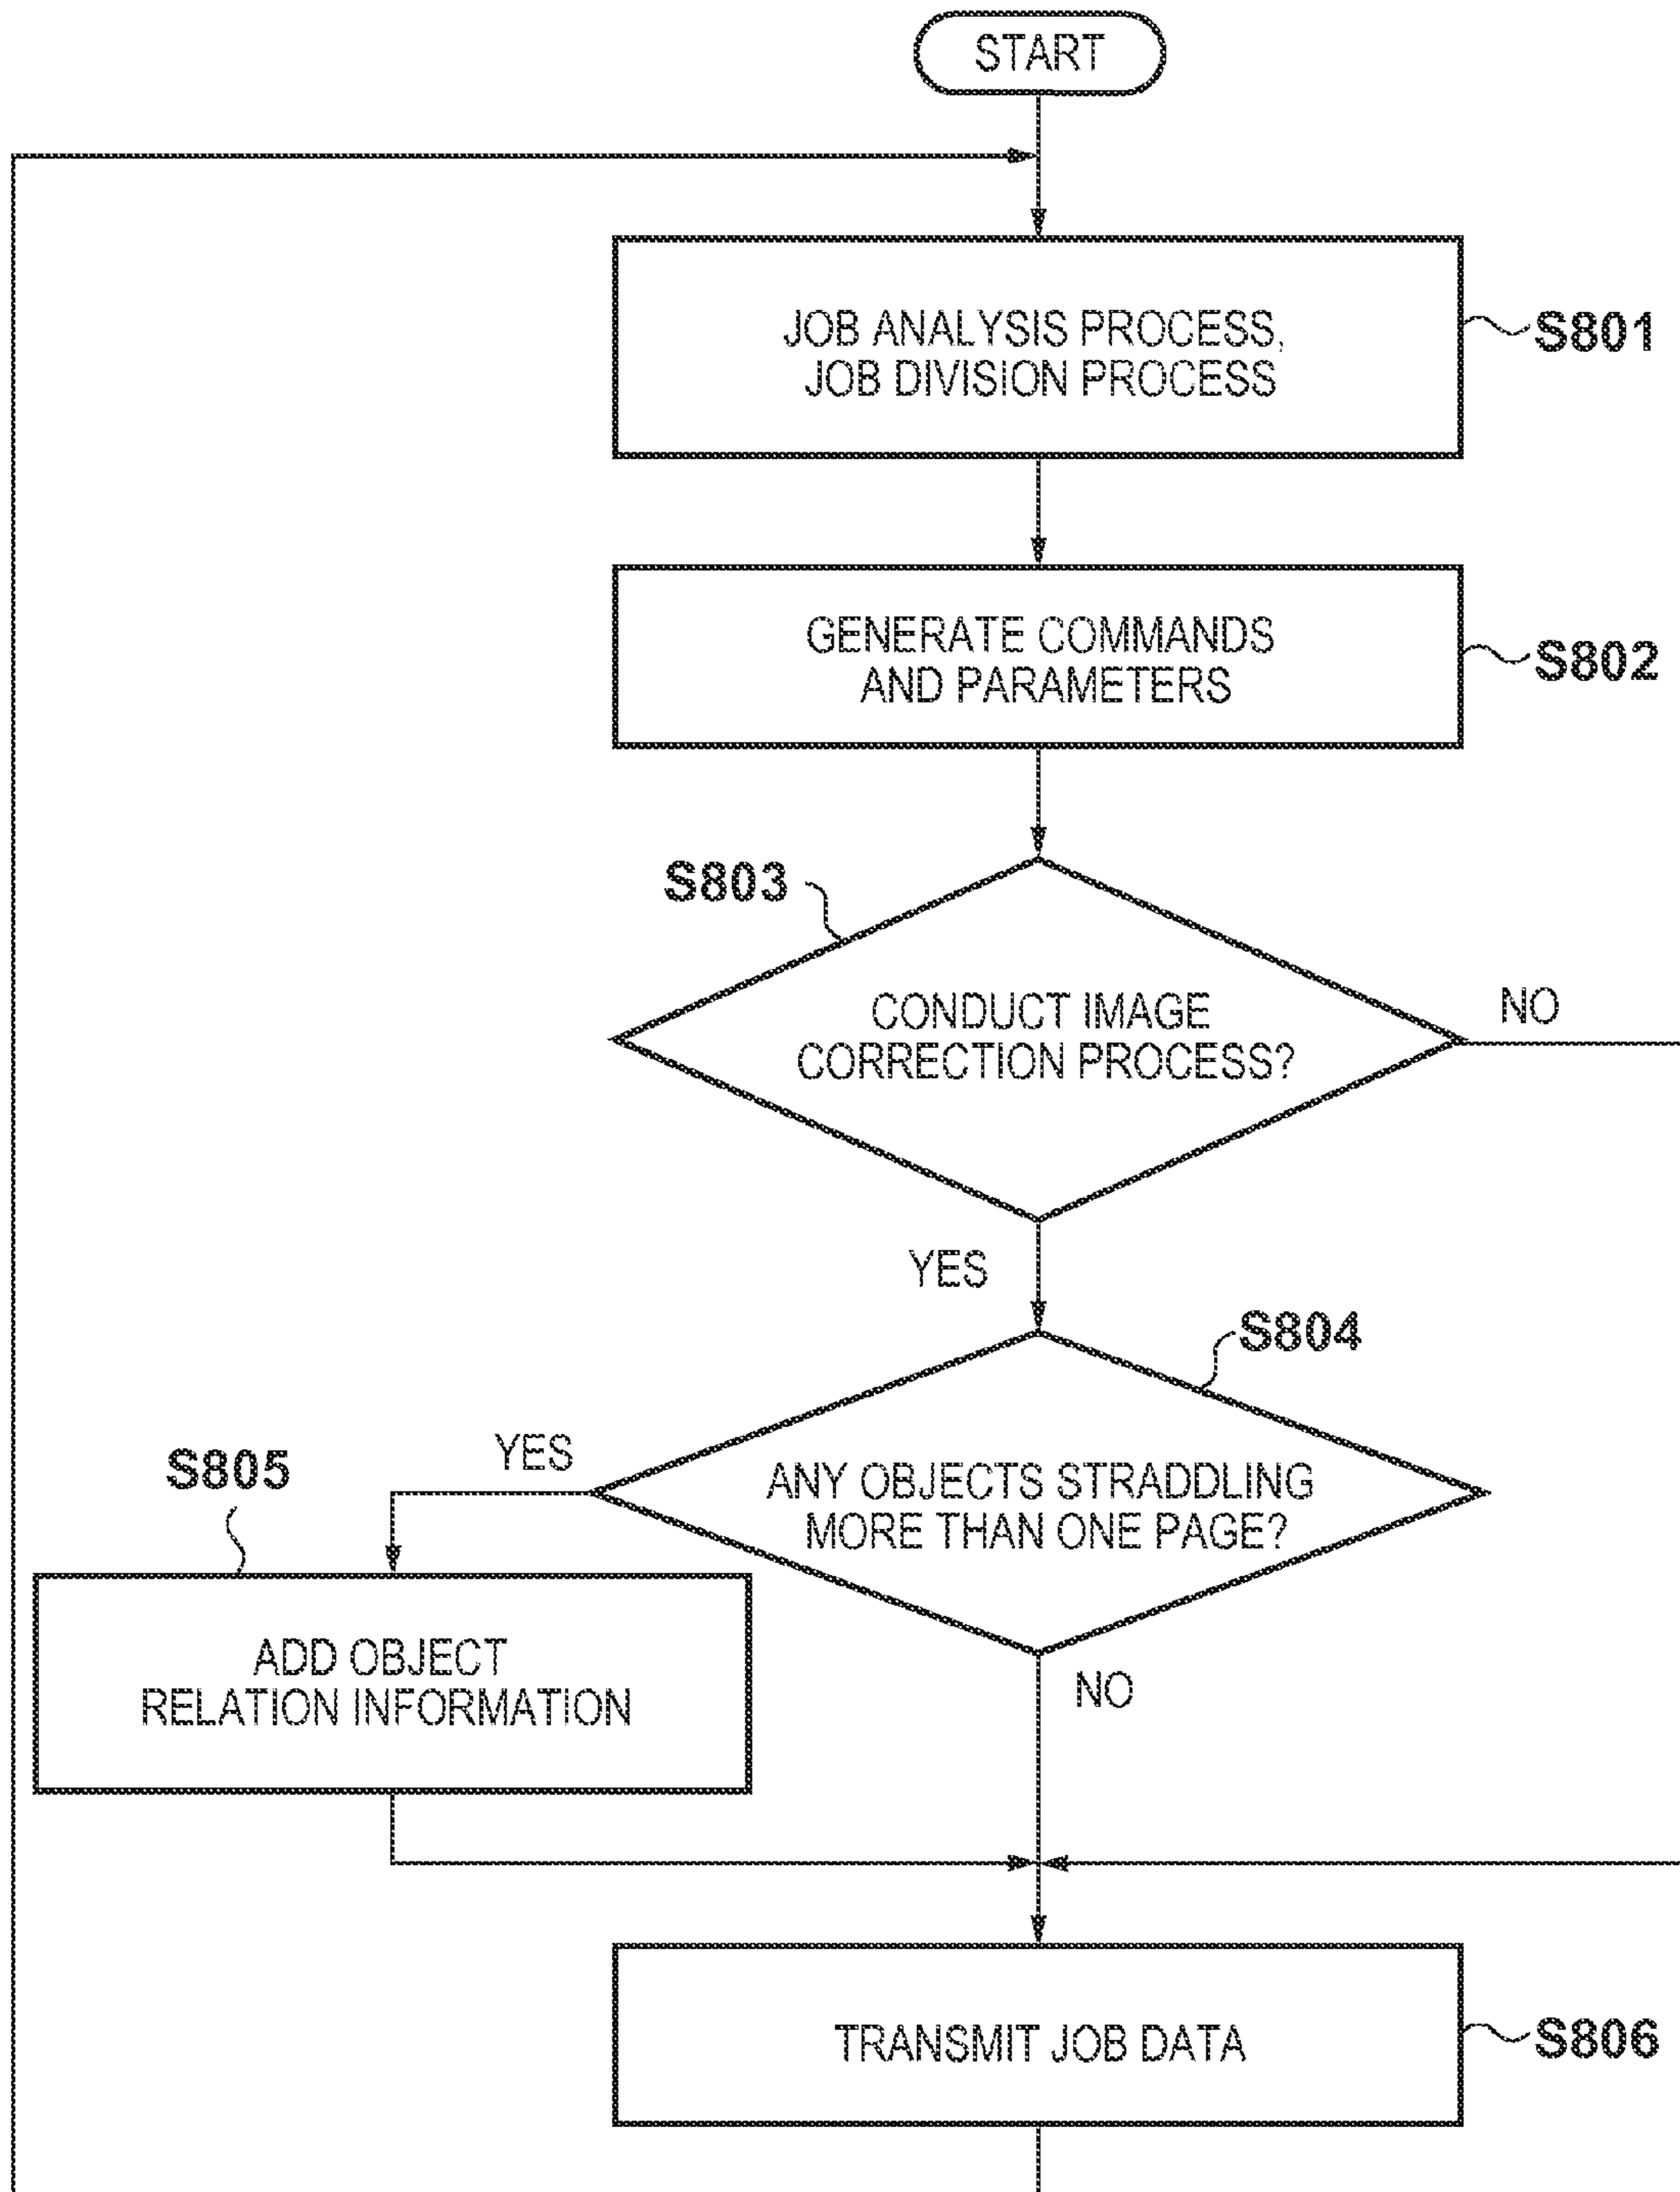 START
JOB ANALYSIS PROCESS,
JOB DIVISION PROCESS
S801
GENERATE COMMANDS
AND PARAMETERS
S802
S803
CONDUCT IMAGE
CORRECTION PROCESS?
NO
YES
S804
ANY OBJECTS STRADDLING
MORE THAN ONE PAGE?
YES
S805
ADD OBJECT
RELATION INFORMATION
NO
TRANSMIT JOB DATA
S806